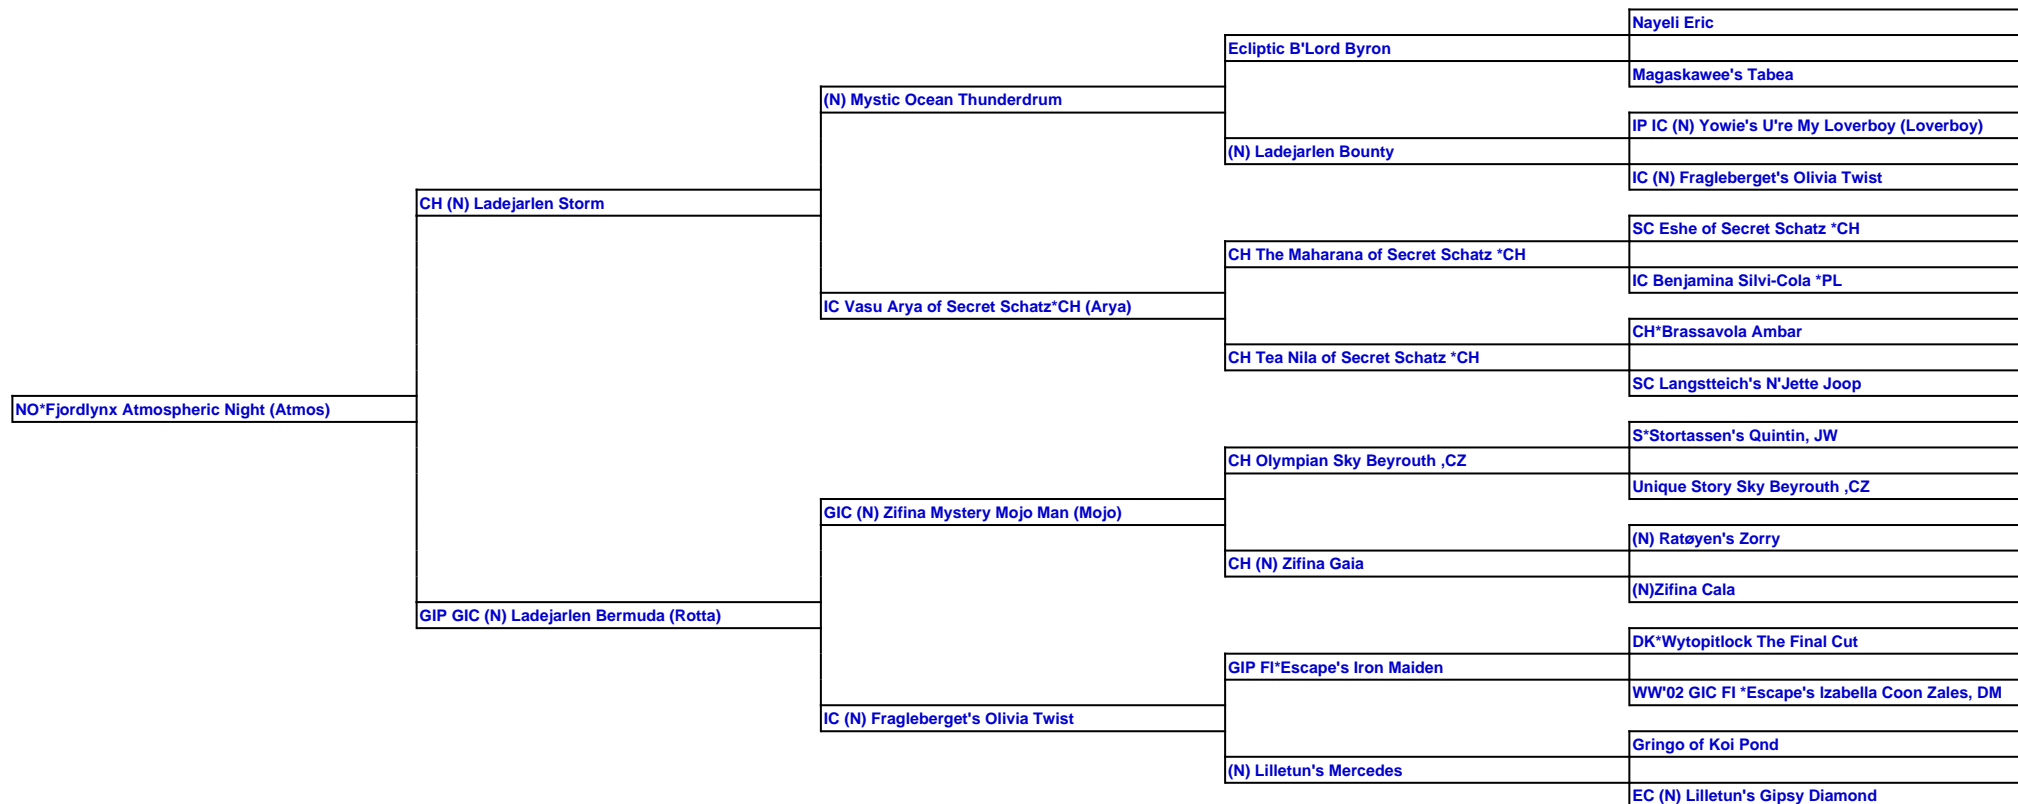 Nayeli Eric
Ecliptic B'Lord Byron
Magaskawee's Tabea
(N) Mystic Ocean Thunderdrum
IP IC (N) Yowie's U're My Loverboy (Loverboy)
(N) Ladejarlen Bounty
IC (N) Fragleberget's Olivia Twist
CH (N) Ladejarlen Storm
SC Eshe of Secret Schatz *CH
CH The Maharana of Secret Schatz *CH
IC Benjamina Silvi-Cola *PL
IC Vasu Arya of Secret Schatz*CH (Arya)
CH*Brassavola Ambar
CH Tea Nila of Secret Schatz *CH
SC Langstteich's N'Jette Joop
NO*Fjordlynx Atmospheric Night (Atmos)
S*Stortassen's Quintin, JW
CH Olympian Sky Beyrouth ,CZ
Unique Story Sky Beyrouth ,CZ
GIC (N) Zifina Mystery Mojo Man (Mojo)
(N) Ratøyen's Zorry
CH (N) Zifina Gaia
(N)Zifina Cala
GIP GIC (N) Ladejarlen Bermuda (Rotta)
DK*Wytopitlock The Final Cut
GIP FI*Escape's Iron Maiden
WW'02 GIC FI *Escape's Izabella Coon Zales, DM
IC (N) Fragleberget's Olivia Twist
Gringo of Koi Pond
(N) Lilletun's Mercedes
EC (N) Lilletun's Gipsy Diamond